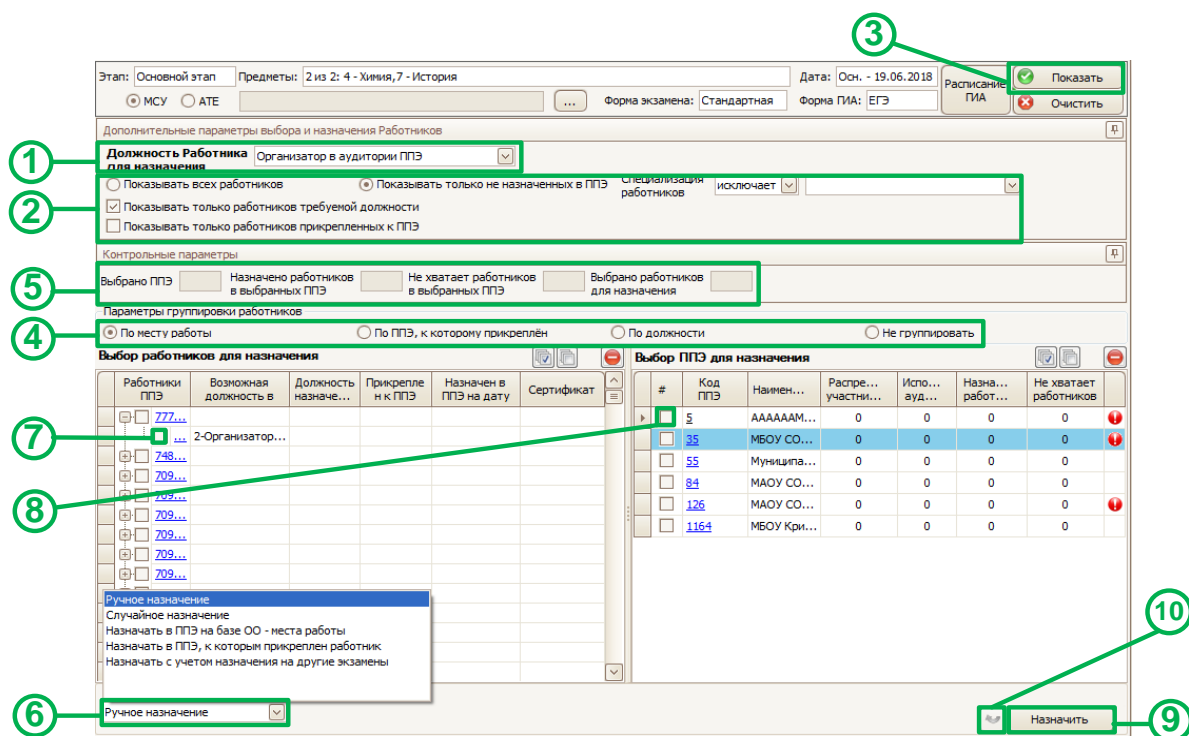 3
Этап: Основной этап Предметы: 2 из 2: 4 - Химия,7 - История Дата: Осн. - 19.06.2018 Расписание ГИА Показать
МСУ АТЕ ... Форма экзамена: Стандартная Форма ГИА: ЕГЭ Очистить
Дополнительные параметры выбора и назначения Работников
1 Должность Работника для назначения Организатор в аудитории ППЭ
Показывать всех работников Показывать только не назначенных в ППЭ Специализация работников исключает
2 Показывать только работников требуемой должности
Показывать только работников прикрепленных к ППЭ
Контрольные параметры
5 Выбрано ППЭ Назначено работников в выбранных ППЭ Не хватает работников в выбранных ППЭ Выбрано работников для назначения
Параметры группировки работников
4 По месту работы По ППЭ, к которому прикреплён По должности Не группировать
Выбор работников для назначения Выбор ППЭ для назначения
Работники ППЭ Возможная должность в Должность назначе... Прикрепле н к ППЭ Назначен в ППЭ на дату Сертификат # Код ППЭ Наимен... Распре... участни... Испо... ауд... Назна... работ... Не хватает работников
777... 5 АААААAM... 0 0 0 0
7 ... 2-Организатор... 35 МБОУ СО... 0 0 0 0
748... 55 Муниципа... 0 0 0 0
709... 84 МАОУ СО... 0 0 0 0
8 709... 126 МАОУ СО... 0 0 0 0
709... 1164 МБОУ Кри... 0 0 0 0
709...
709...
709...
Ручное назначение
Случайное назначение
Назначать в ППЭ на базе ОО - места работы
Назначать в ППЭ, к которым прикреплен работник
Назначать с учетом назначения на другие экзамены
10
6 Ручное назначение Назначить 9